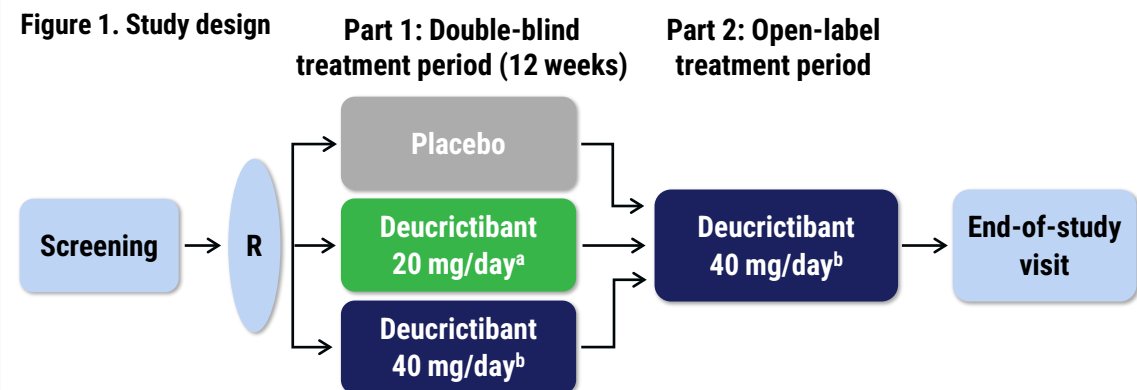 Figure 1. Study design
Part 1: Double-blind
treatment period (12 weeks)
Part 2: Open-label
treatment period
Screening
R
Placebo
Deucrictibant
20 mg/dayᵃ
Deucrictibant
40 mg/dayᵇ
Deucrictibant
40 mg/dayᵇ
End-of-study
visit